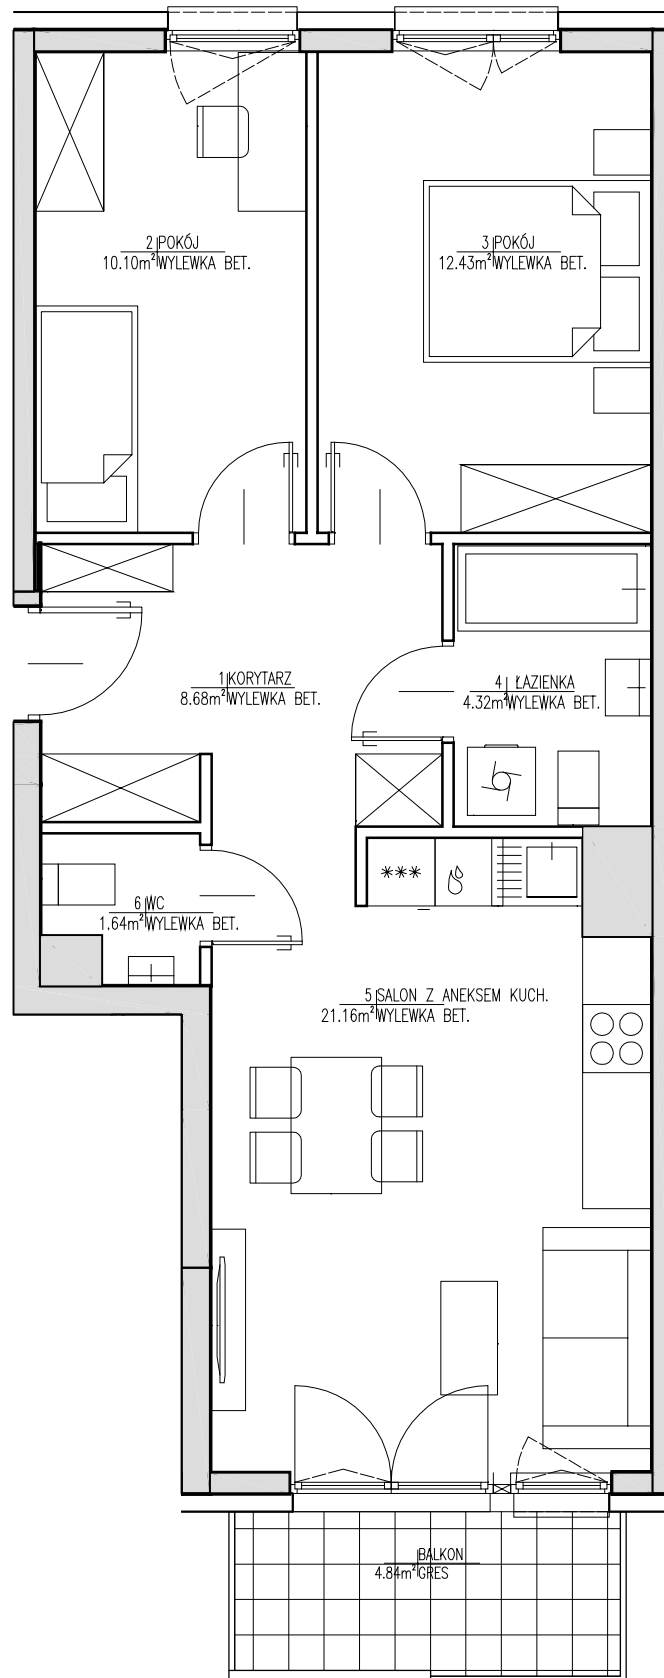 2 POKÓJ
10.10m² WYLEWKA BET.
3 POKÓJ
12.43m² WYLEWKA BET.
1 KORYTARZ
8.68m² WYLEWKA BET.
4 ŁAZIENKA
4.32m² WYLEWKA BET.
***
6 WC
1.64m² WYLEWKA BET.
5 SALON Z ANEKSEM KUCH.
21.16m² WYLEWKA BET.
BALKON
4.84m² GRES